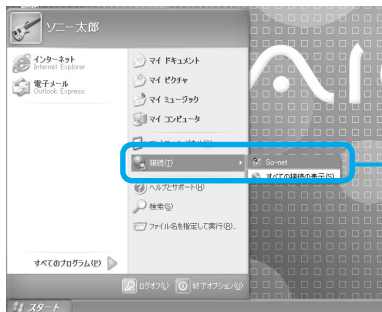 ソニー太郎
インターネット
Internet Explorer
電子メール
Outlook Express
すべてのプログラム(P)
マイ ドキュメント
マイ ピクチャ
マイ ミュージック
マイ コンピュータ
接続(T)
So-net
すべての接続の表示(S)
ヘルプとサポート(H)
検索(S)
ファイル名を指定して実行(R)...
ログオフ(L)
終了オプション(U)
スタート